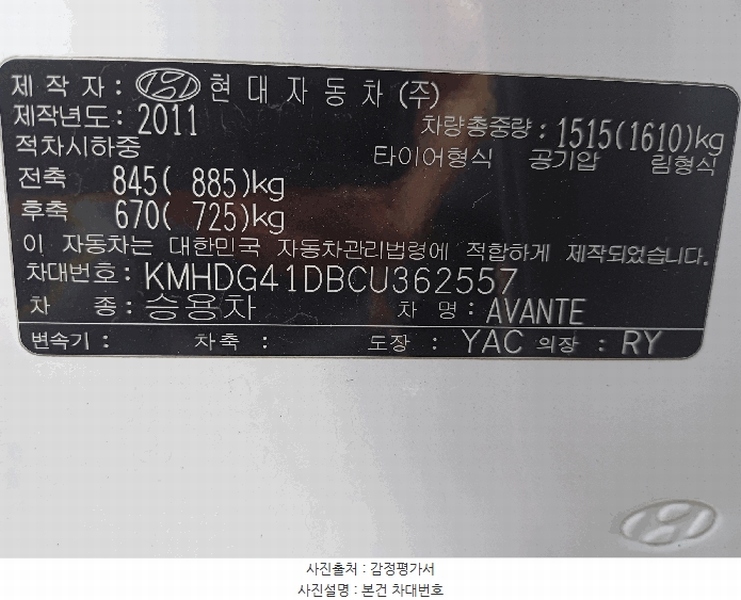 제 작 자 : 현 대 자 동 차 (주)
제작년도 : 2011
차량총중량 : 1515(1610)kg
적차시하중
타이어형식 공기압 림형식
전축 845( 885)kg
후축 670( 725)kg
이 자동차는 대한민국 자동차관리법령에 적합하게 제작되었습니다.
차대번호 : KMHDG41DBCU362557
차 종 : 승용차 차 명 : AVANTE
변속기 : 차축 : 도장 : YAC 의장 : RY
사진출처 : 감정평가서
사진설명 : 본건 차대번호